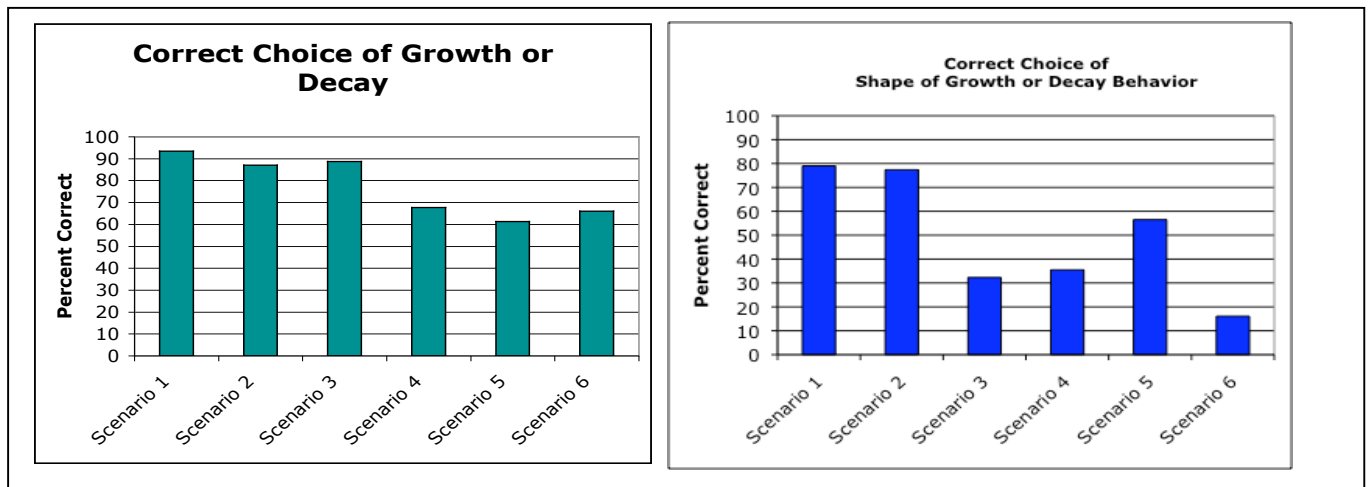 Correct Choice of Growth or
Decay
Percent Correct
100
90
80
70
60
50
40
30
20
10
0
Scenario 1
Scenario 2
Scenario 3
Scenario 4
Scenario 5
Scenario 6
Correct Choice of
Shape of Growth or Decay Behavior
Percent Correct
100
90
80
70
60
50
40
30
20
10
0
Scenario 1
Scenario 2
Scenario 3
Scenario 4
Scenario 5
Scenario 6